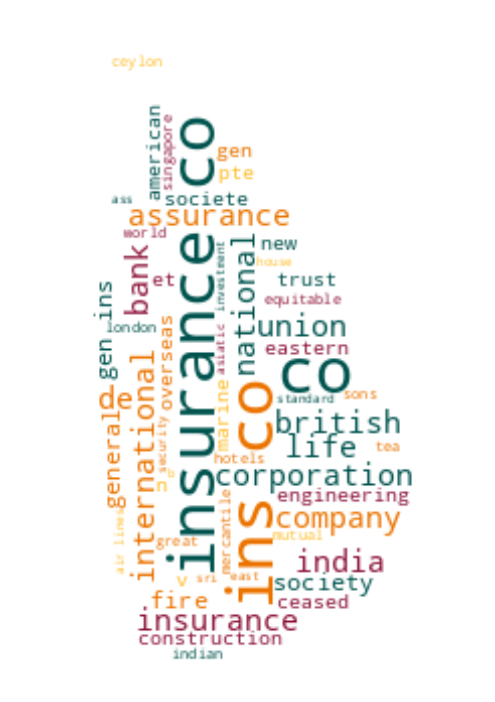 ceylon
american
singapore
co
gen
pte
ass
societe
assurance
world
bank
et
insurance
national
investment
new
house
trust
equitable
gen ins
london
overseas
asiatic
union
eastern
co
international
general
re
d
marine
co
standard
sons
british
life
tea
security
hotels
corporation
n
p
mercantile
engineering
ins
company
air lines
great
mutual
india
v
sri
east
society
fire
ceased
insurance
construction
indian